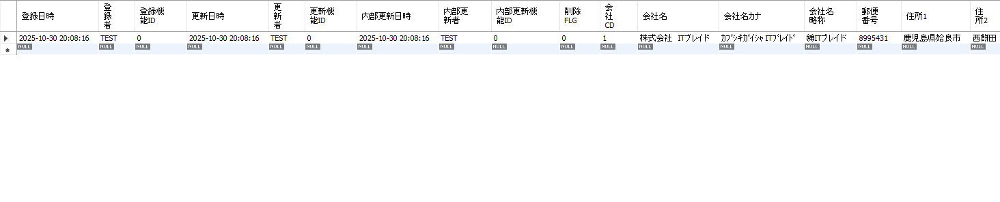 登録日時 登録者 登録機能ID 更新日時 更新者 更新機能ID 内部更新日時 内部更新者 内部更新機能ID 削除FLG 会社CD 会社名 会社名カナ 会社名略称 郵便番号 住所1 住所2
2025-10-30 20:08:16 TEST 0 2025-10-30 20:08:16 TEST 0 2025-10-30 20:08:16 TEST 0 0 1 株式会社　ITブレイド ｶﾌﾞｼｷｶﾞｲｼｬ ITﾌﾞﾚｲﾄﾞ ㈱ITブレイド 8995431 鹿児島県姶良市 西餅田
NULL NULL NULL NULL NULL NULL NULL NULL NULL NULL NULL NULL NULL NULL NULL NULL NULL